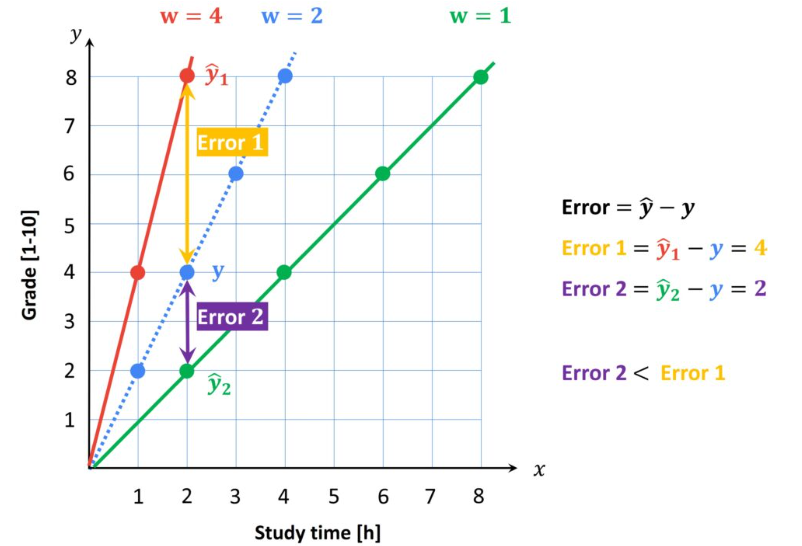 w = 4
w = 2
w = 1
y
8
ŷ₁
7
Error 1
6
5
4
y
3
Error 2
2
ŷ₂
1
Grade [1-10]
x
1 2 3 4 5 6 7 8
Study time [h]
Error = ŷ − y
Error 1 = ŷ₁ − y = 4
Error 2 = ŷ₂ − y = 2
Error 2 < Error 1